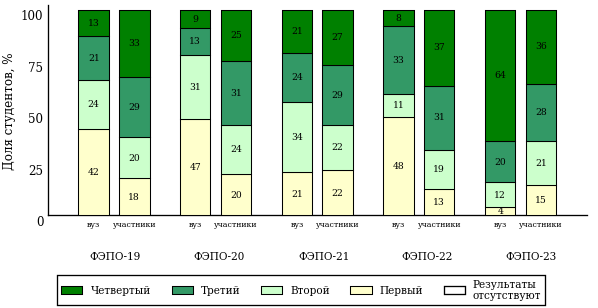 Доля студентов, %
100
75
50
25
0
13 33 9 25 21 27 8 37 64 36
21 29 13 31 24 29 33 31 20 28
24 20 31 24 34 22 11 19 12 21
42 18 47 20 21 22 48 13 4 15
вуз участники вуз участники вуз участники вуз участники вуз участники
ФЭПО-19 ФЭПО-20 ФЭПО-21 ФЭПО-22 ФЭПО-23
Четвертый Третий Второй Первый Результаты
отсутствуют